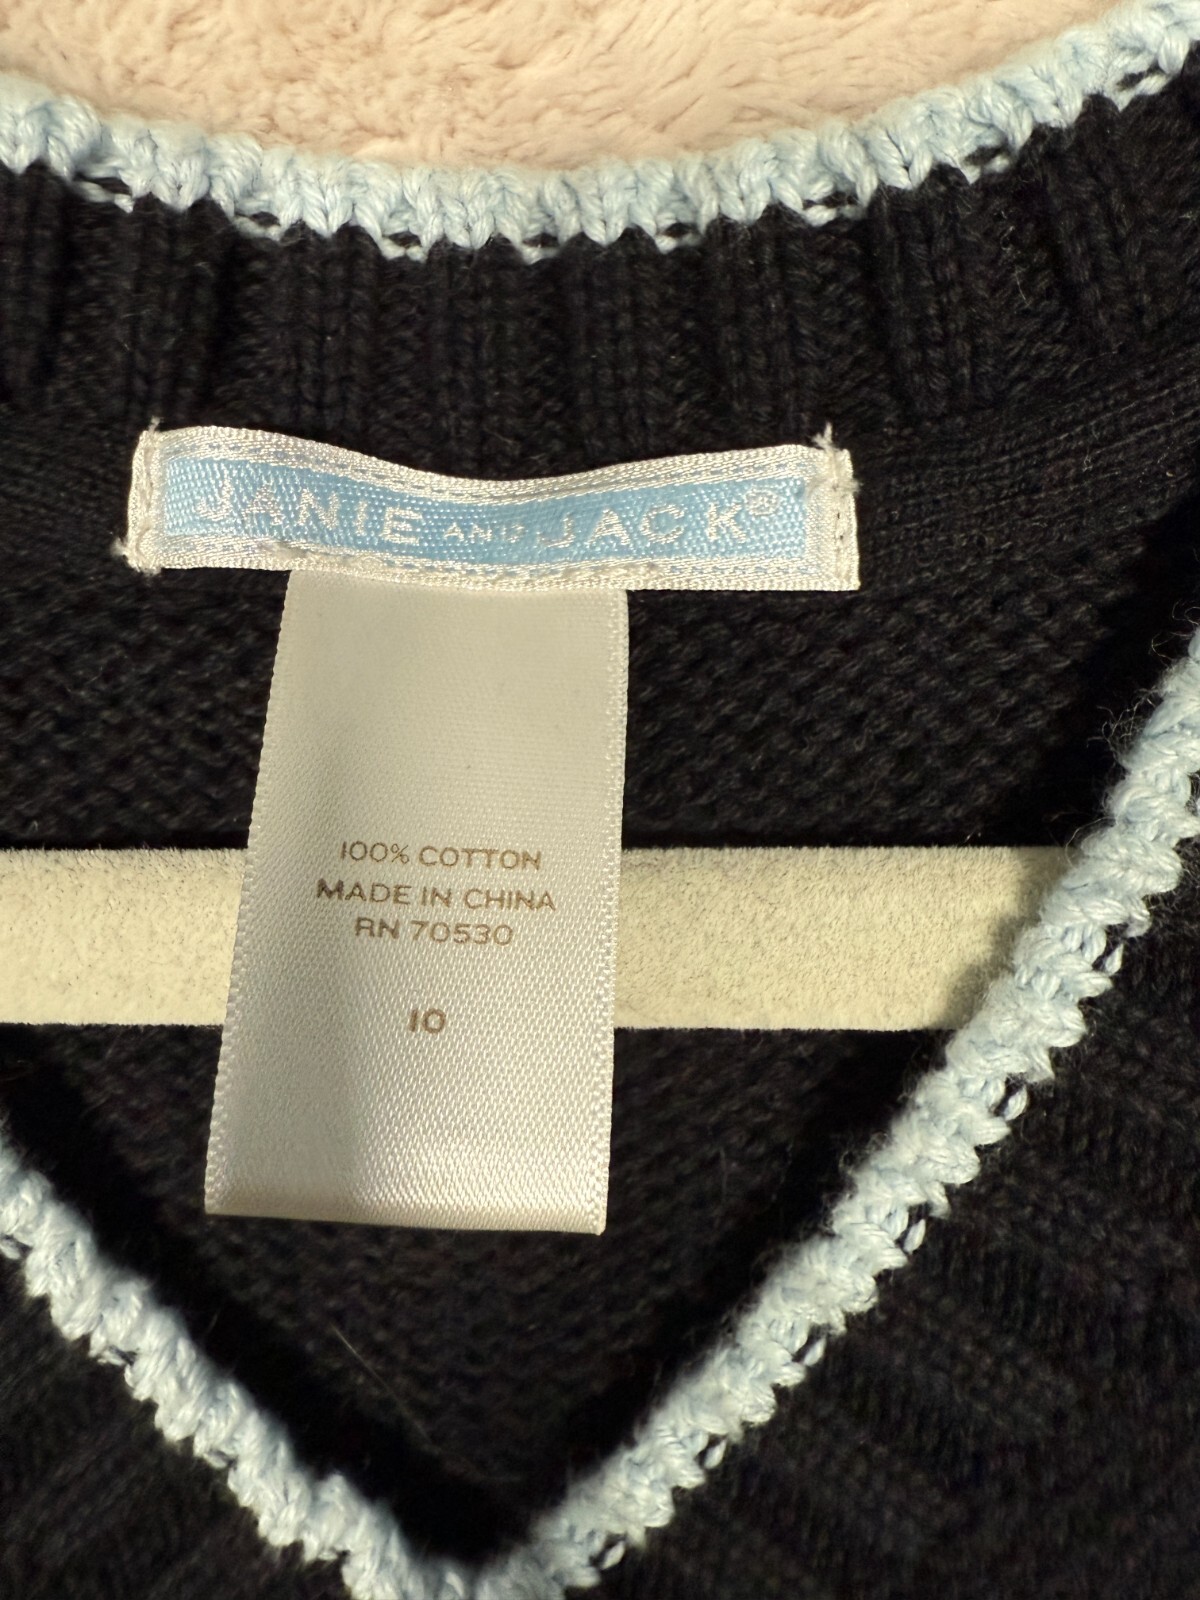 JANIE AND JACK®
100% COTTON
MADE IN CHINA
RN 70530
10